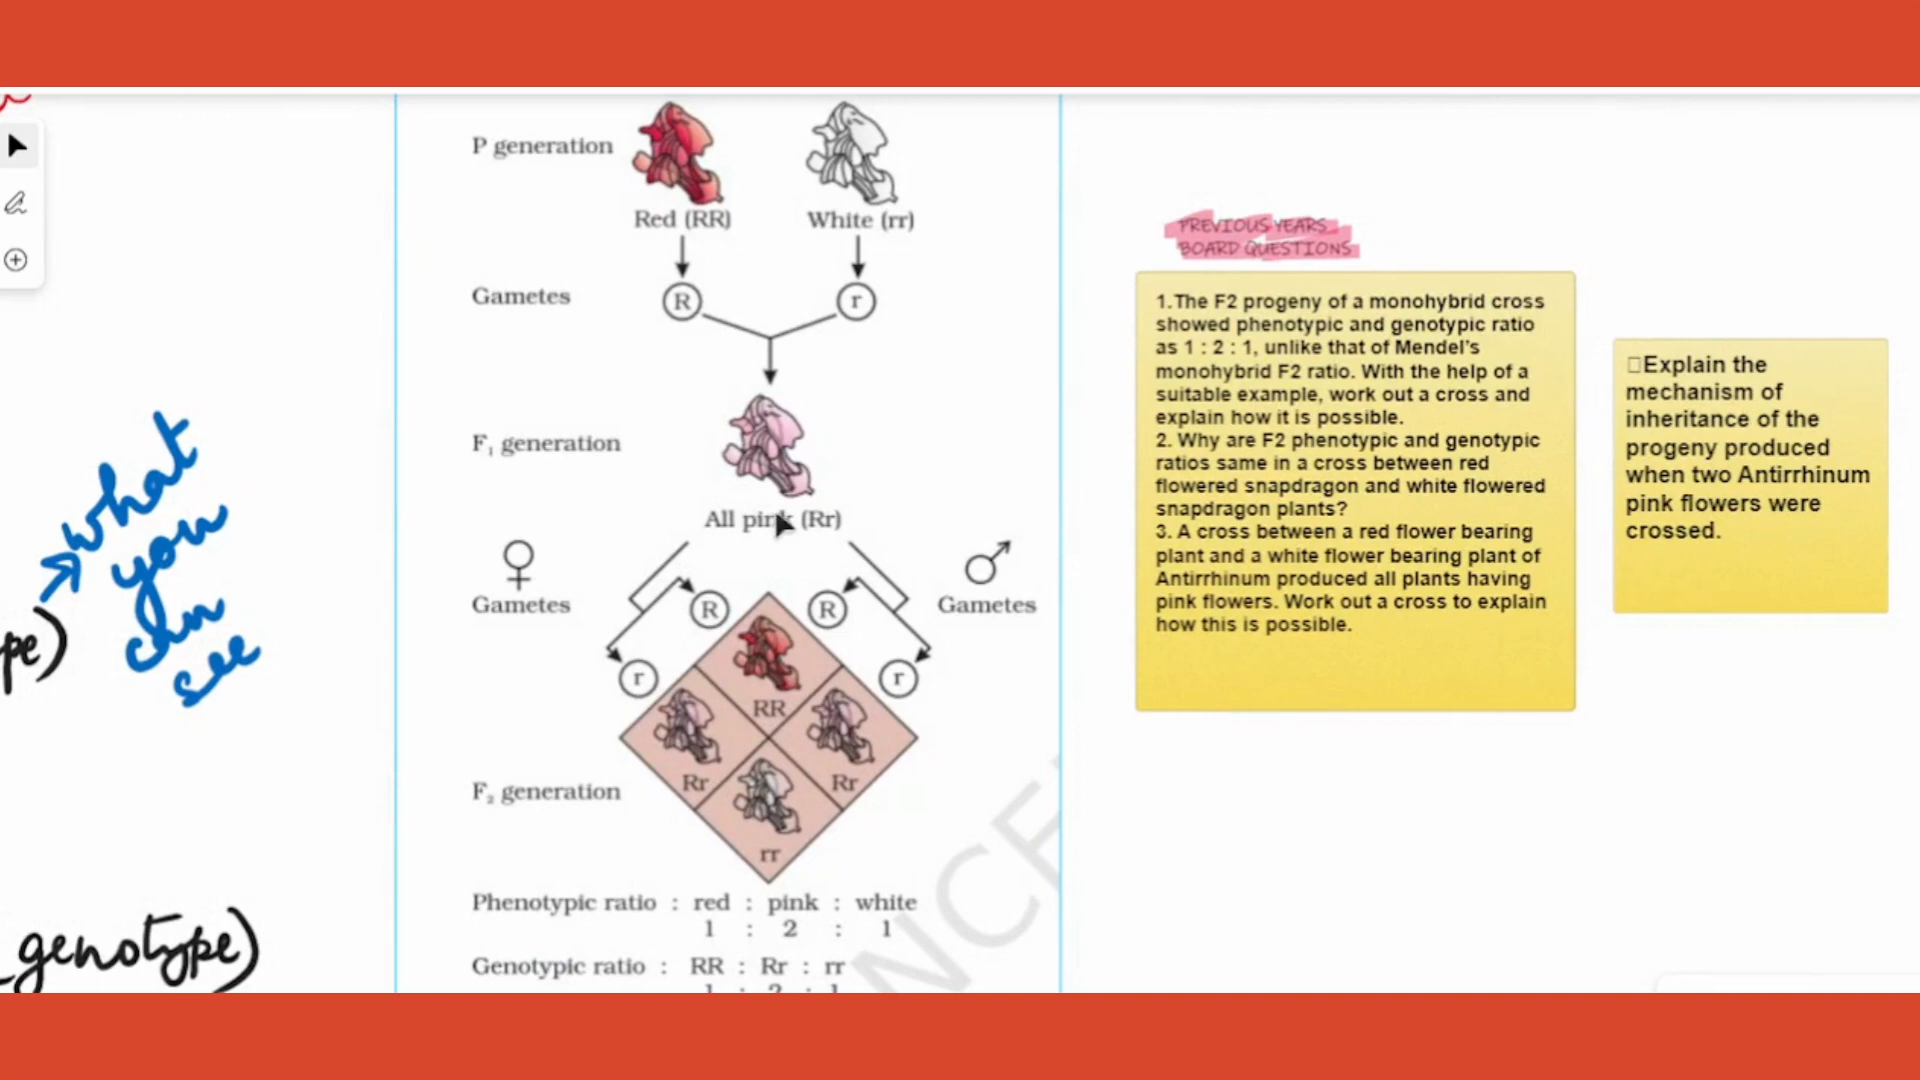 P generation
Red (RR)
White (rr)
Gametes
R
r
F₁ generation
All pink (Rr)
Gametes
Gametes
R
R
r
r
RR
Rr
Rr
rr
F₂ generation
Phenotypic ratio : red : pink : white
1 : 2 : 1
Genotypic ratio : RR : Rr : rr
1 : 2 : 1
what
you
can
see
pe)
genotype)
PREVIOUS YEARS
BOARD QUESTIONS
1.The F2 progeny of a monohybrid cross
showed phenotypic and genotypic ratio
as 1 : 2 : 1, unlike that of Mendel's
monohybrid F2 ratio. With the help of a
suitable example, work out a cross and
explain how it is possible.
2. Why are F2 phenotypic and genotypic
ratios same in a cross between red
flowered snapdragon and white flowered
snapdragon plants?
3. A cross between a red flower bearing
plant and a white flower bearing plant of
Antirrhinum produced all plants having
pink flowers. Work out a cross to explain
how this is possible.
□Explain the
mechanism of
inheritance of the
progeny produced
when two Antirrhinum
pink flowers were
crossed.
NCE